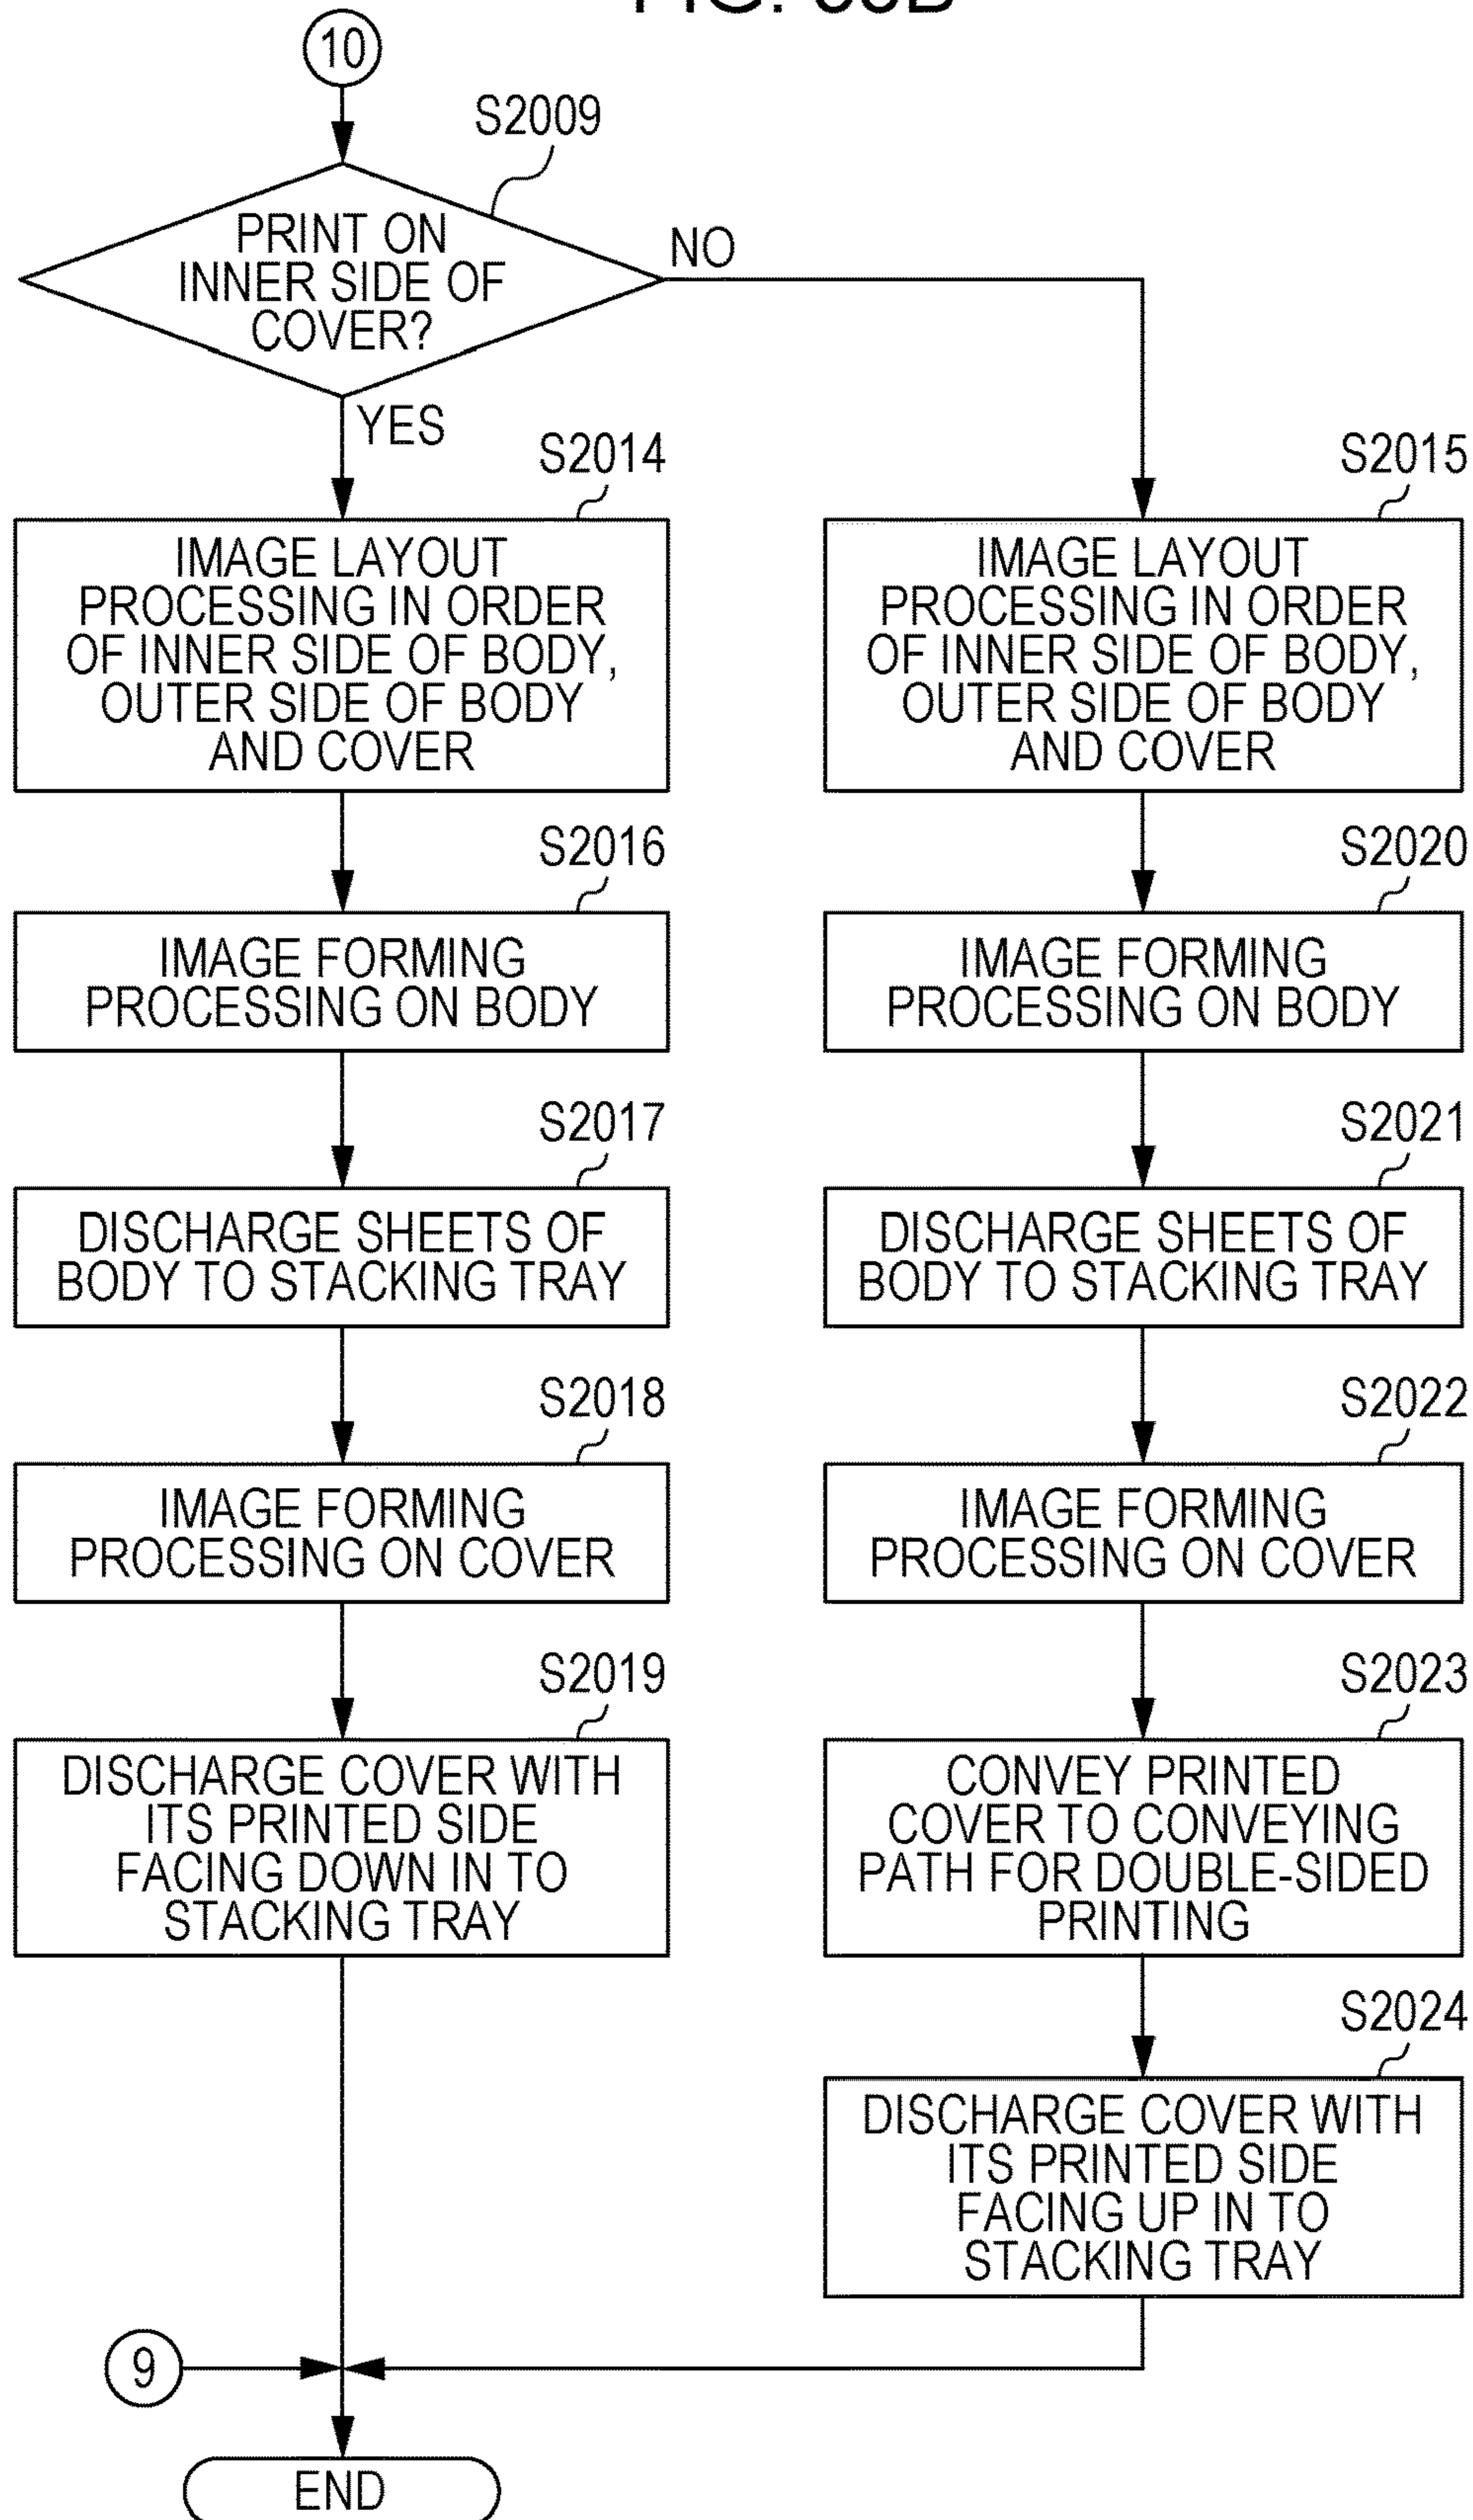 10
S2009
PRINT ON
INNER SIDE OF
COVER?
NO
YES
S2014
IMAGE LAYOUT
PROCESSING IN ORDER
OF INNER SIDE OF BODY,
OUTER SIDE OF BODY
AND COVER
S2016
IMAGE FORMING
PROCESSING ON BODY
S2017
DISCHARGE SHEETS OF
BODY TO STACKING TRAY
S2018
IMAGE FORMING
PROCESSING ON COVER
S2019
DISCHARGE COVER WITH
ITS PRINTED SIDE
FACING DOWN IN TO
STACKING TRAY
S2015
IMAGE LAYOUT
PROCESSING IN ORDER
OF INNER SIDE OF BODY,
OUTER SIDE OF BODY
AND COVER
S2020
IMAGE FORMING
PROCESSING ON BODY
S2021
DISCHARGE SHEETS OF
BODY TO STACKING TRAY
S2022
IMAGE FORMING
PROCESSING ON COVER
S2023
CONVEY PRINTED
COVER TO CONVEYING
PATH FOR DOUBLE-SIDED
PRINTING
S2024
DISCHARGE COVER WITH
ITS PRINTED SIDE
FACING UP IN TO
STACKING TRAY
9
END